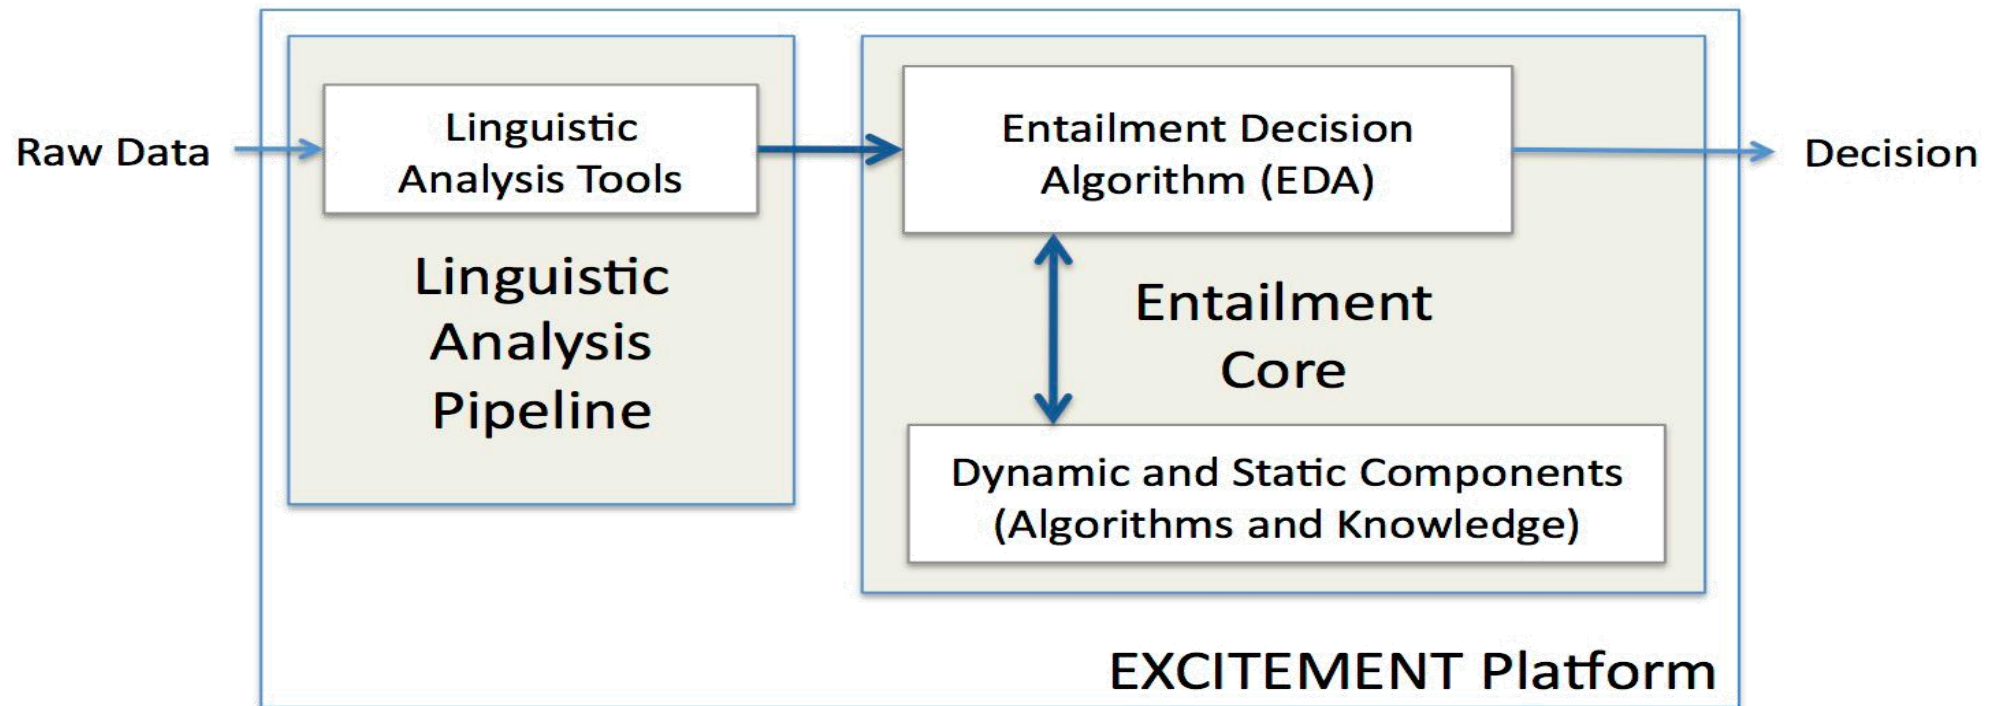 Raw Data
Linguistic
Analysis Tools
Linguistic
Analysis
Pipeline
Entailment Decision
Algorithm (EDA)
Entailment
Core
Dynamic and Static Components
(Algorithms and Knowledge)
Decision
EXCITEMENT Platform